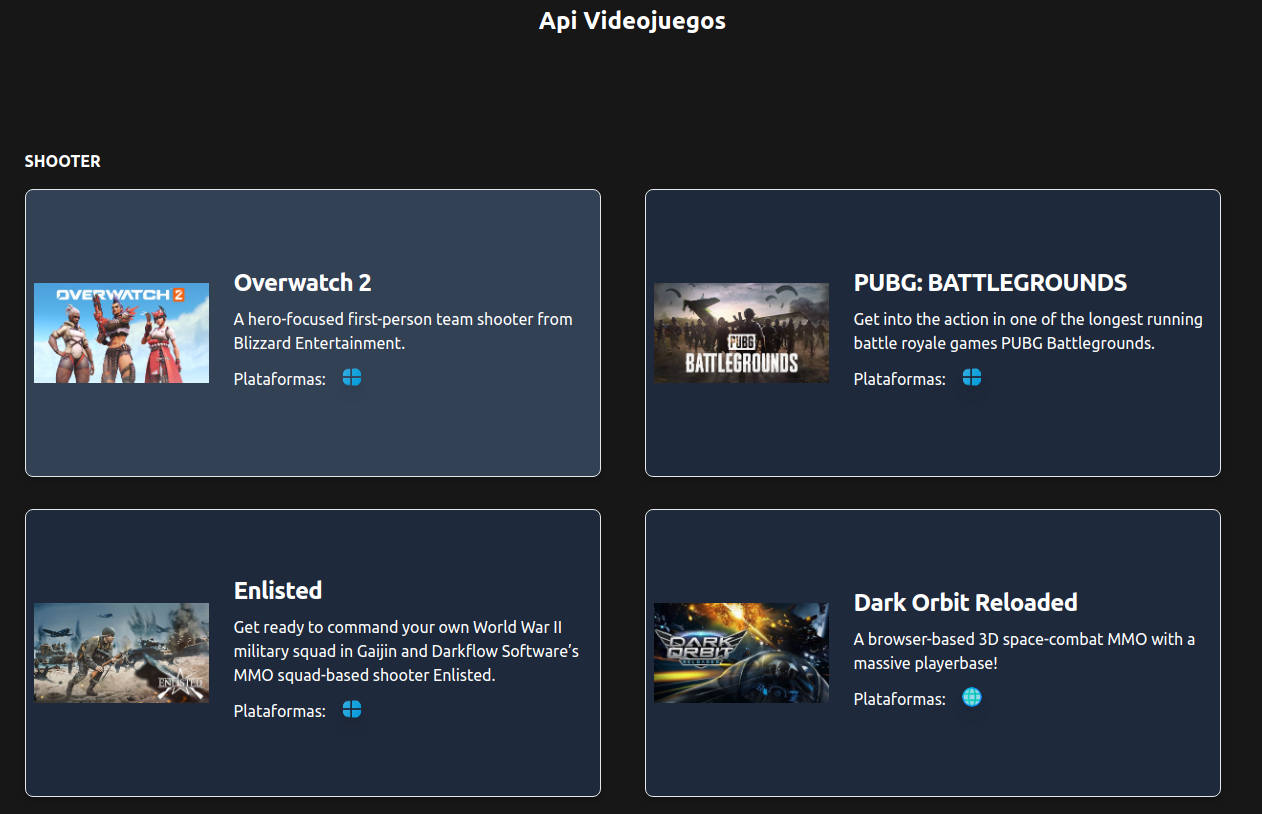 Api Videojuegos
SHOOTER
OVERWATCH 2
Overwatch 2
A hero-focused first-person team shooter from
Blizzard Entertainment.
Plataformas:
PUBG
BATTLEGROUNDS
PUBG: BATTLEGROUNDS
Get into the action in one of the longest running
battle royale games PUBG Battlegrounds.
Plataformas:
ENLISTED
Enlisted
Get ready to command your own World War II
military squad in Gaijin and Darkflow Software’s
MMO squad-based shooter Enlisted.
Plataformas:
DARK
ORBIT
RELOADED
Dark Orbit Reloaded
A browser-based 3D space-combat MMO with a
massive playerbase!
Plataformas: